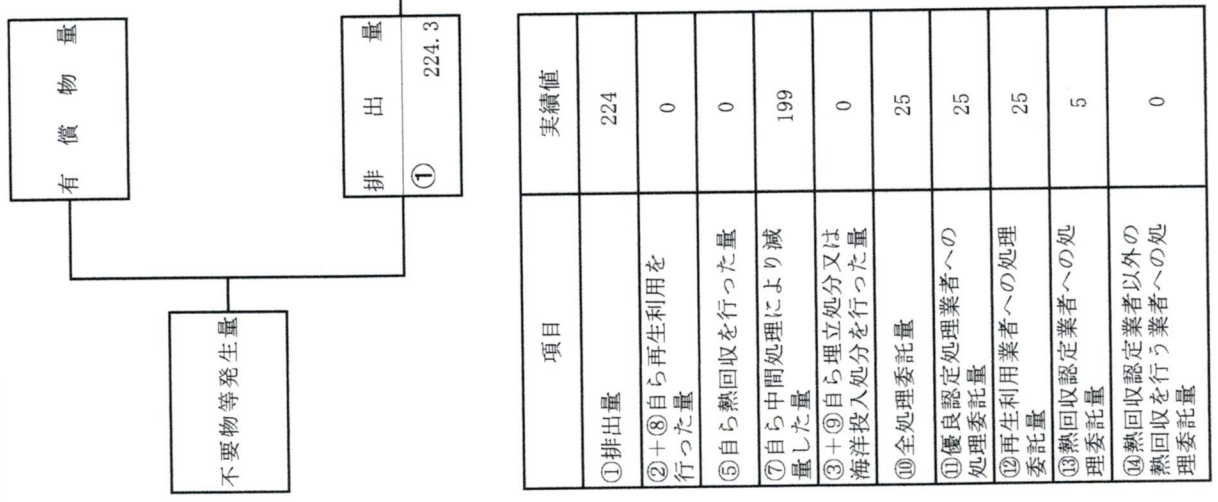 不要物等発生量
有償物量
排出量
① 224.3
項目 実績値
①排出量 224
②+⑧自ら再生利用を
行った量 0
⑤自ら熱回収を行った量 0
⑦自ら中間処理により減
量した量 199
③+⑨自ら埋立処分又は
海洋投入処分を行った量 0
⑩全処理委託量 25
⑪優良認定処理業者への
処理委託量 25
⑫再生利用業者への処理
委託量 25
⑬熱回収認定業者への処
理委託量 5
⑭熱回収認定業者以外の
熱回収を行う業者への処
理委託量 0